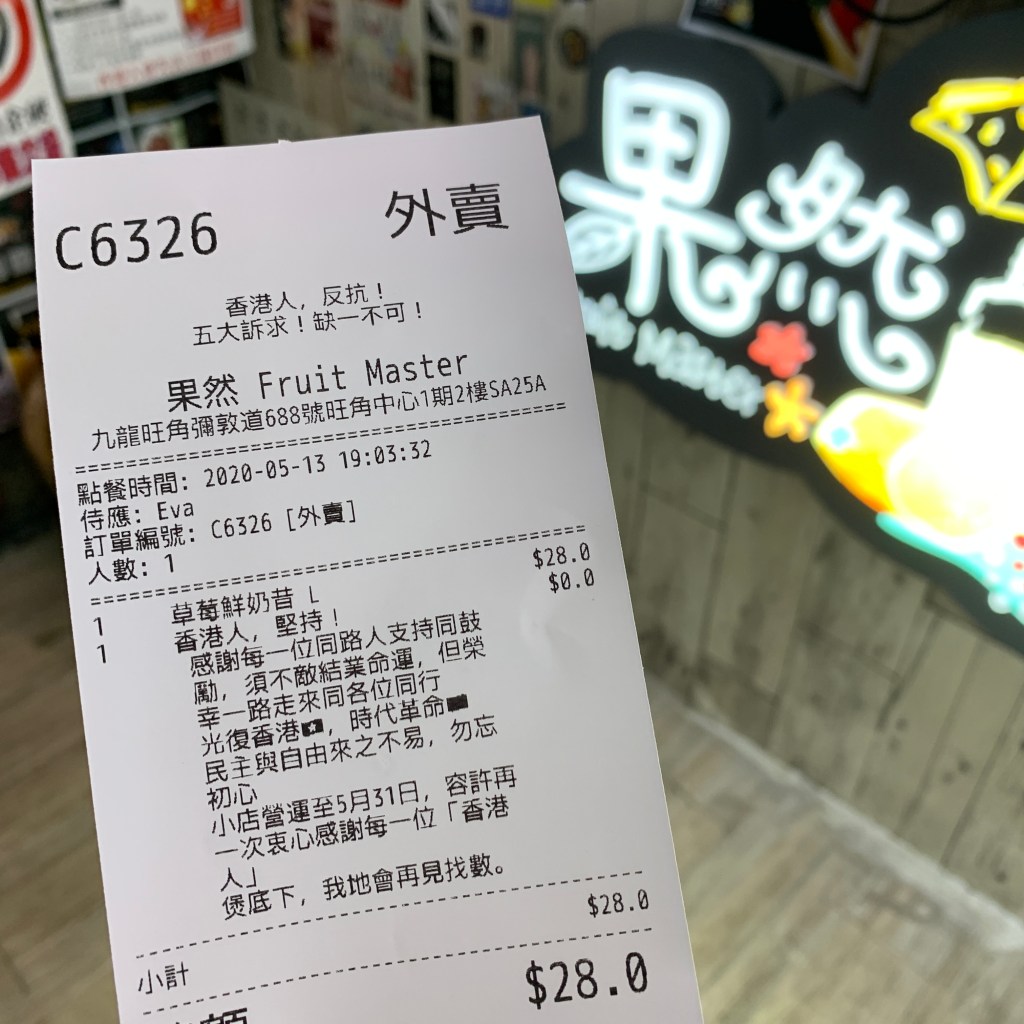 C6326 外賣
香港人，反抗！
五大訴求！缺一不可！
果然 Fruit Master
九龍旺角彌敦道688號旺角中心1期2樓SA25A
點餐時間: 2020-05-13 19:03:32
侍應: Eva
訂單編號: C6326 [外賣]
人數: 1
1 草莓鮮奶昔 L $28.0
1 香港人，堅持！ $0.0
感謝每一位同路人支持同鼓
勵，須不敵結業命運，但榮
幸一路走來同各位同行
光復香港🇭🇰，時代革命🏴
民主與自由來之不易，勿忘
初心
小店營運至5月31日，容許再
一次衷心感謝每一位「香港
人」
煲底下，我地會再見找數。
$28.0
小計
$28.0
果然